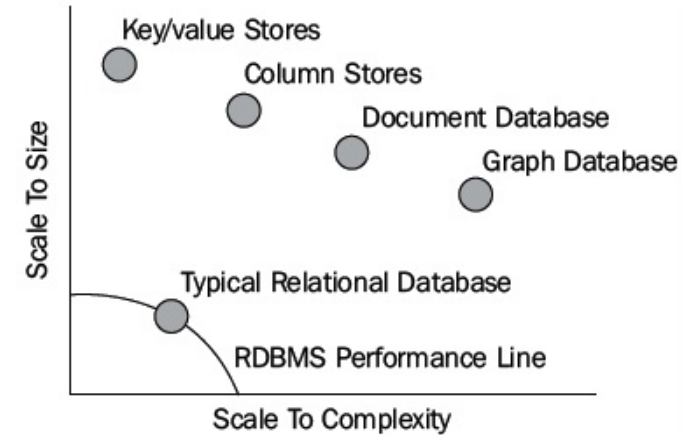 Key/value Stores
Column Stores
Document Database
Graph Database
Scale To Size
Typical Relational Database
RDBMS Performance Line
Scale To Complexity